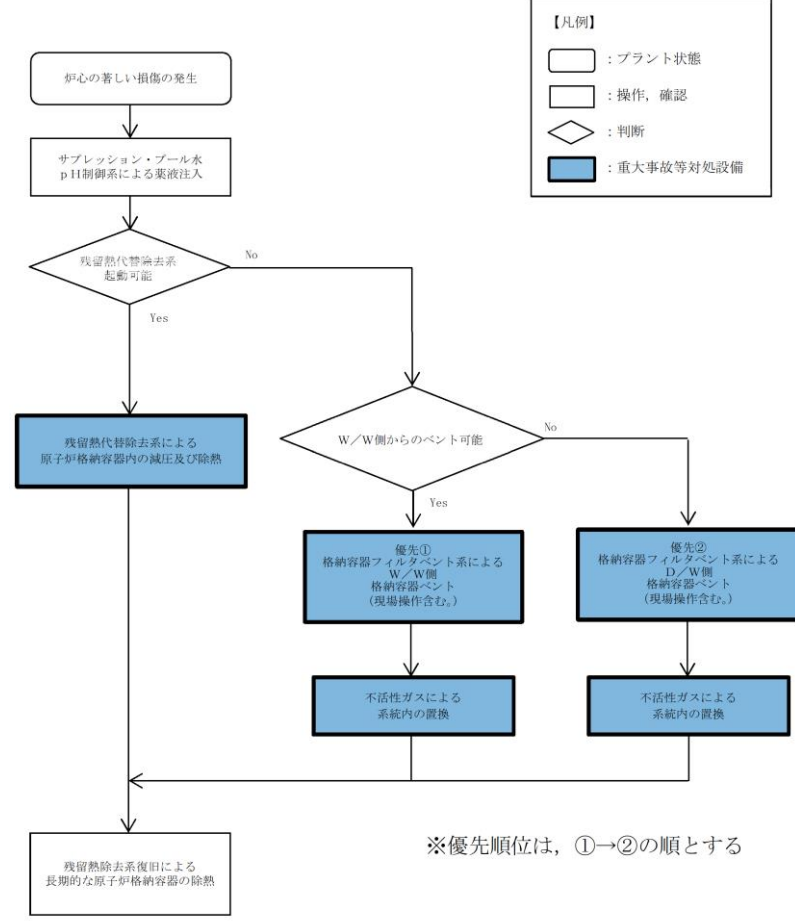 【凡例】
：プラント状態
：操作，確認
：判断
：重大事故等対処設備
炉心の著しい損傷の発生
サプレッション・プール水
ｐＨ制御系による薬液注入
残留熱代替除去系
起動可能
No
Yes
残留熱代替除去系による
原子炉格納容器内の減圧及び除熱
Ｗ／Ｗ側からのベント可能
No
Yes
優先①
格納容器フィルタベント系による
Ｗ／Ｗ側
格納容器ベント
（現場操作含む。）
優先②
格納容器フィルタベント系による
Ｄ／Ｗ側
格納容器ベント
（現場操作含む。）
不活性ガスによる
系統内の置換
不活性ガスによる
系統内の置換
残留熱除去系復旧による
長期的な原子炉格納容器の除熱
※優先順位は，①→②の順とする